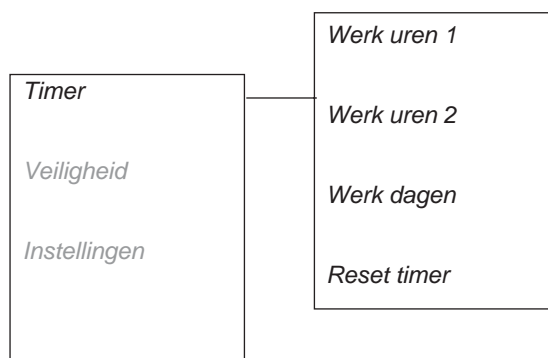 Timer
Veiligheid
Instellingen
Werk uren 1
Werk uren 2
Werk dagen
Reset timer